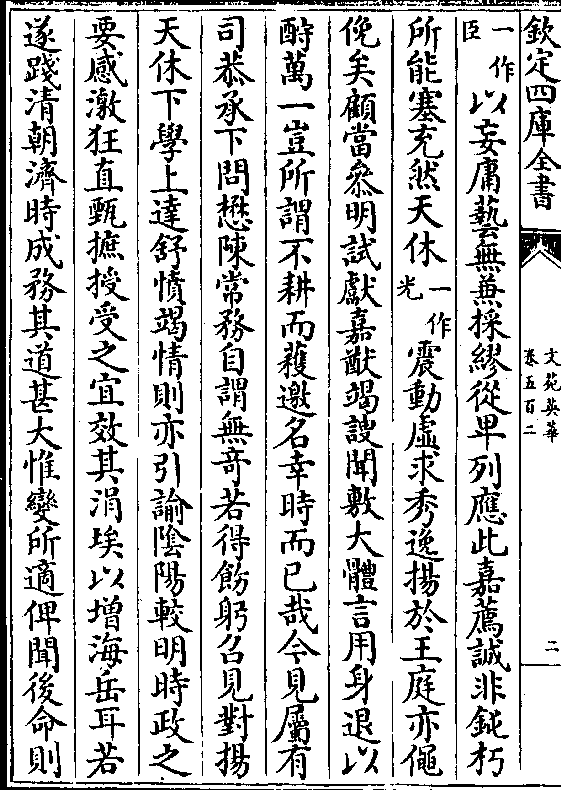 欽定四庫全書
文苑英華
卷五百二
二
一作臣以妄庸藝無兼採繆從卑列應此嘉薦誠非鈍朽
所能塞充然天休一作光震動虛求秀逸揚於王庭亦僶
俛矣顧當叅明試獻嘉猷竭謏聞敷大體言用身退以
酧萬一豈所謂不耕而穫邀名幸時而已哉今見屬有
司恭承下問懋陳常務自謂無竒若得飭躬召見對揚
天休下學上達舒憤竭情則亦引諭隂陽較明時政之
要感激狂直甄摭授受之宜效其涓埃以增海岳耳若
遂踐清朝濟時成務其道甚大惟變所適俾聞後命則